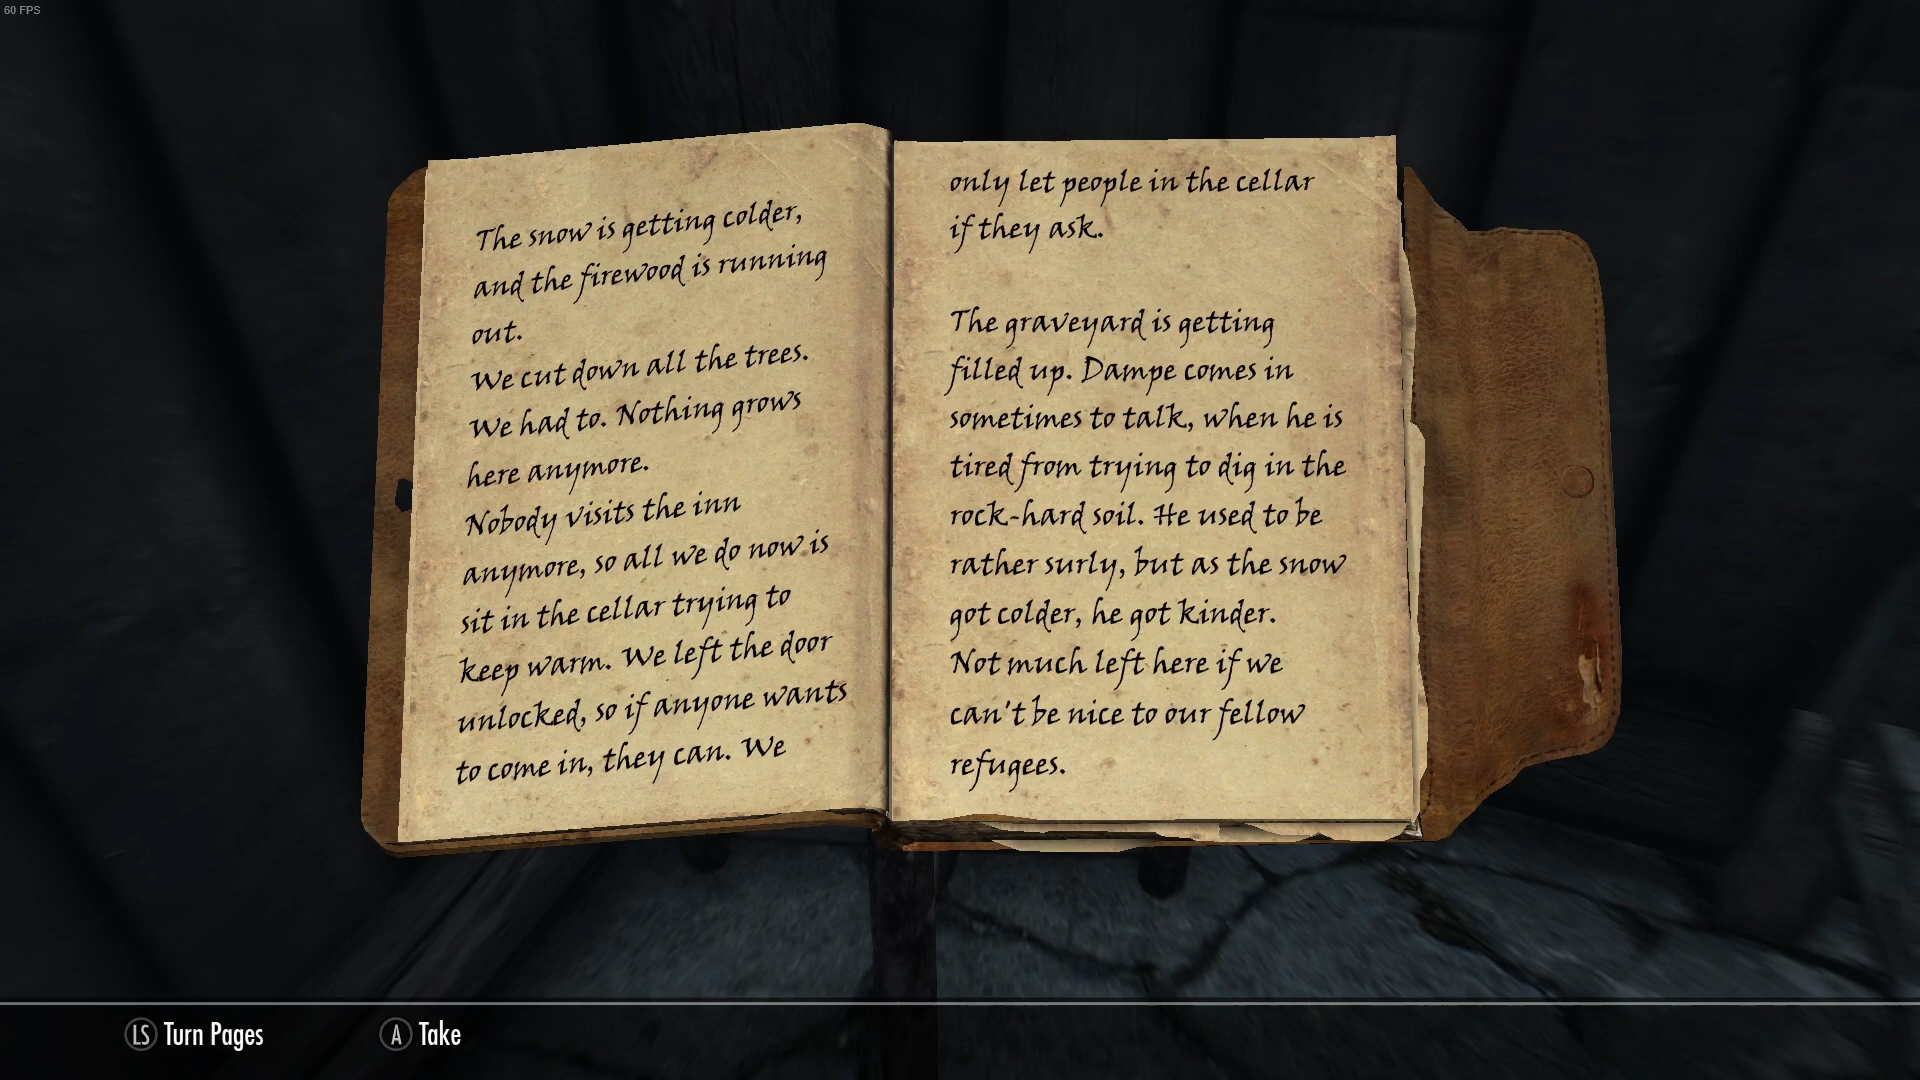 60 FPS
The snow is getting colder,
and the firewood is running
out.
We cut down all the trees.
We had to. Nothing grows
here anymore.
Nobody visits the inn
anymore, so all we do now is
sit in the cellar trying to
keep warm. We left the door
unlocked, so if anyone wants
to come in, they can. We
only let people in the cellar
if they ask.
The graveyard is getting
filled up. Dampe comes in
sometimes to talk, when he is
tired from trying to dig in the
rock-hard soil. He used to be
rather surly, but as the snow
got colder, he got kinder.
Not much left here if we
can't be nice to our fellow
refugees.
LS Turn Pages
A Take